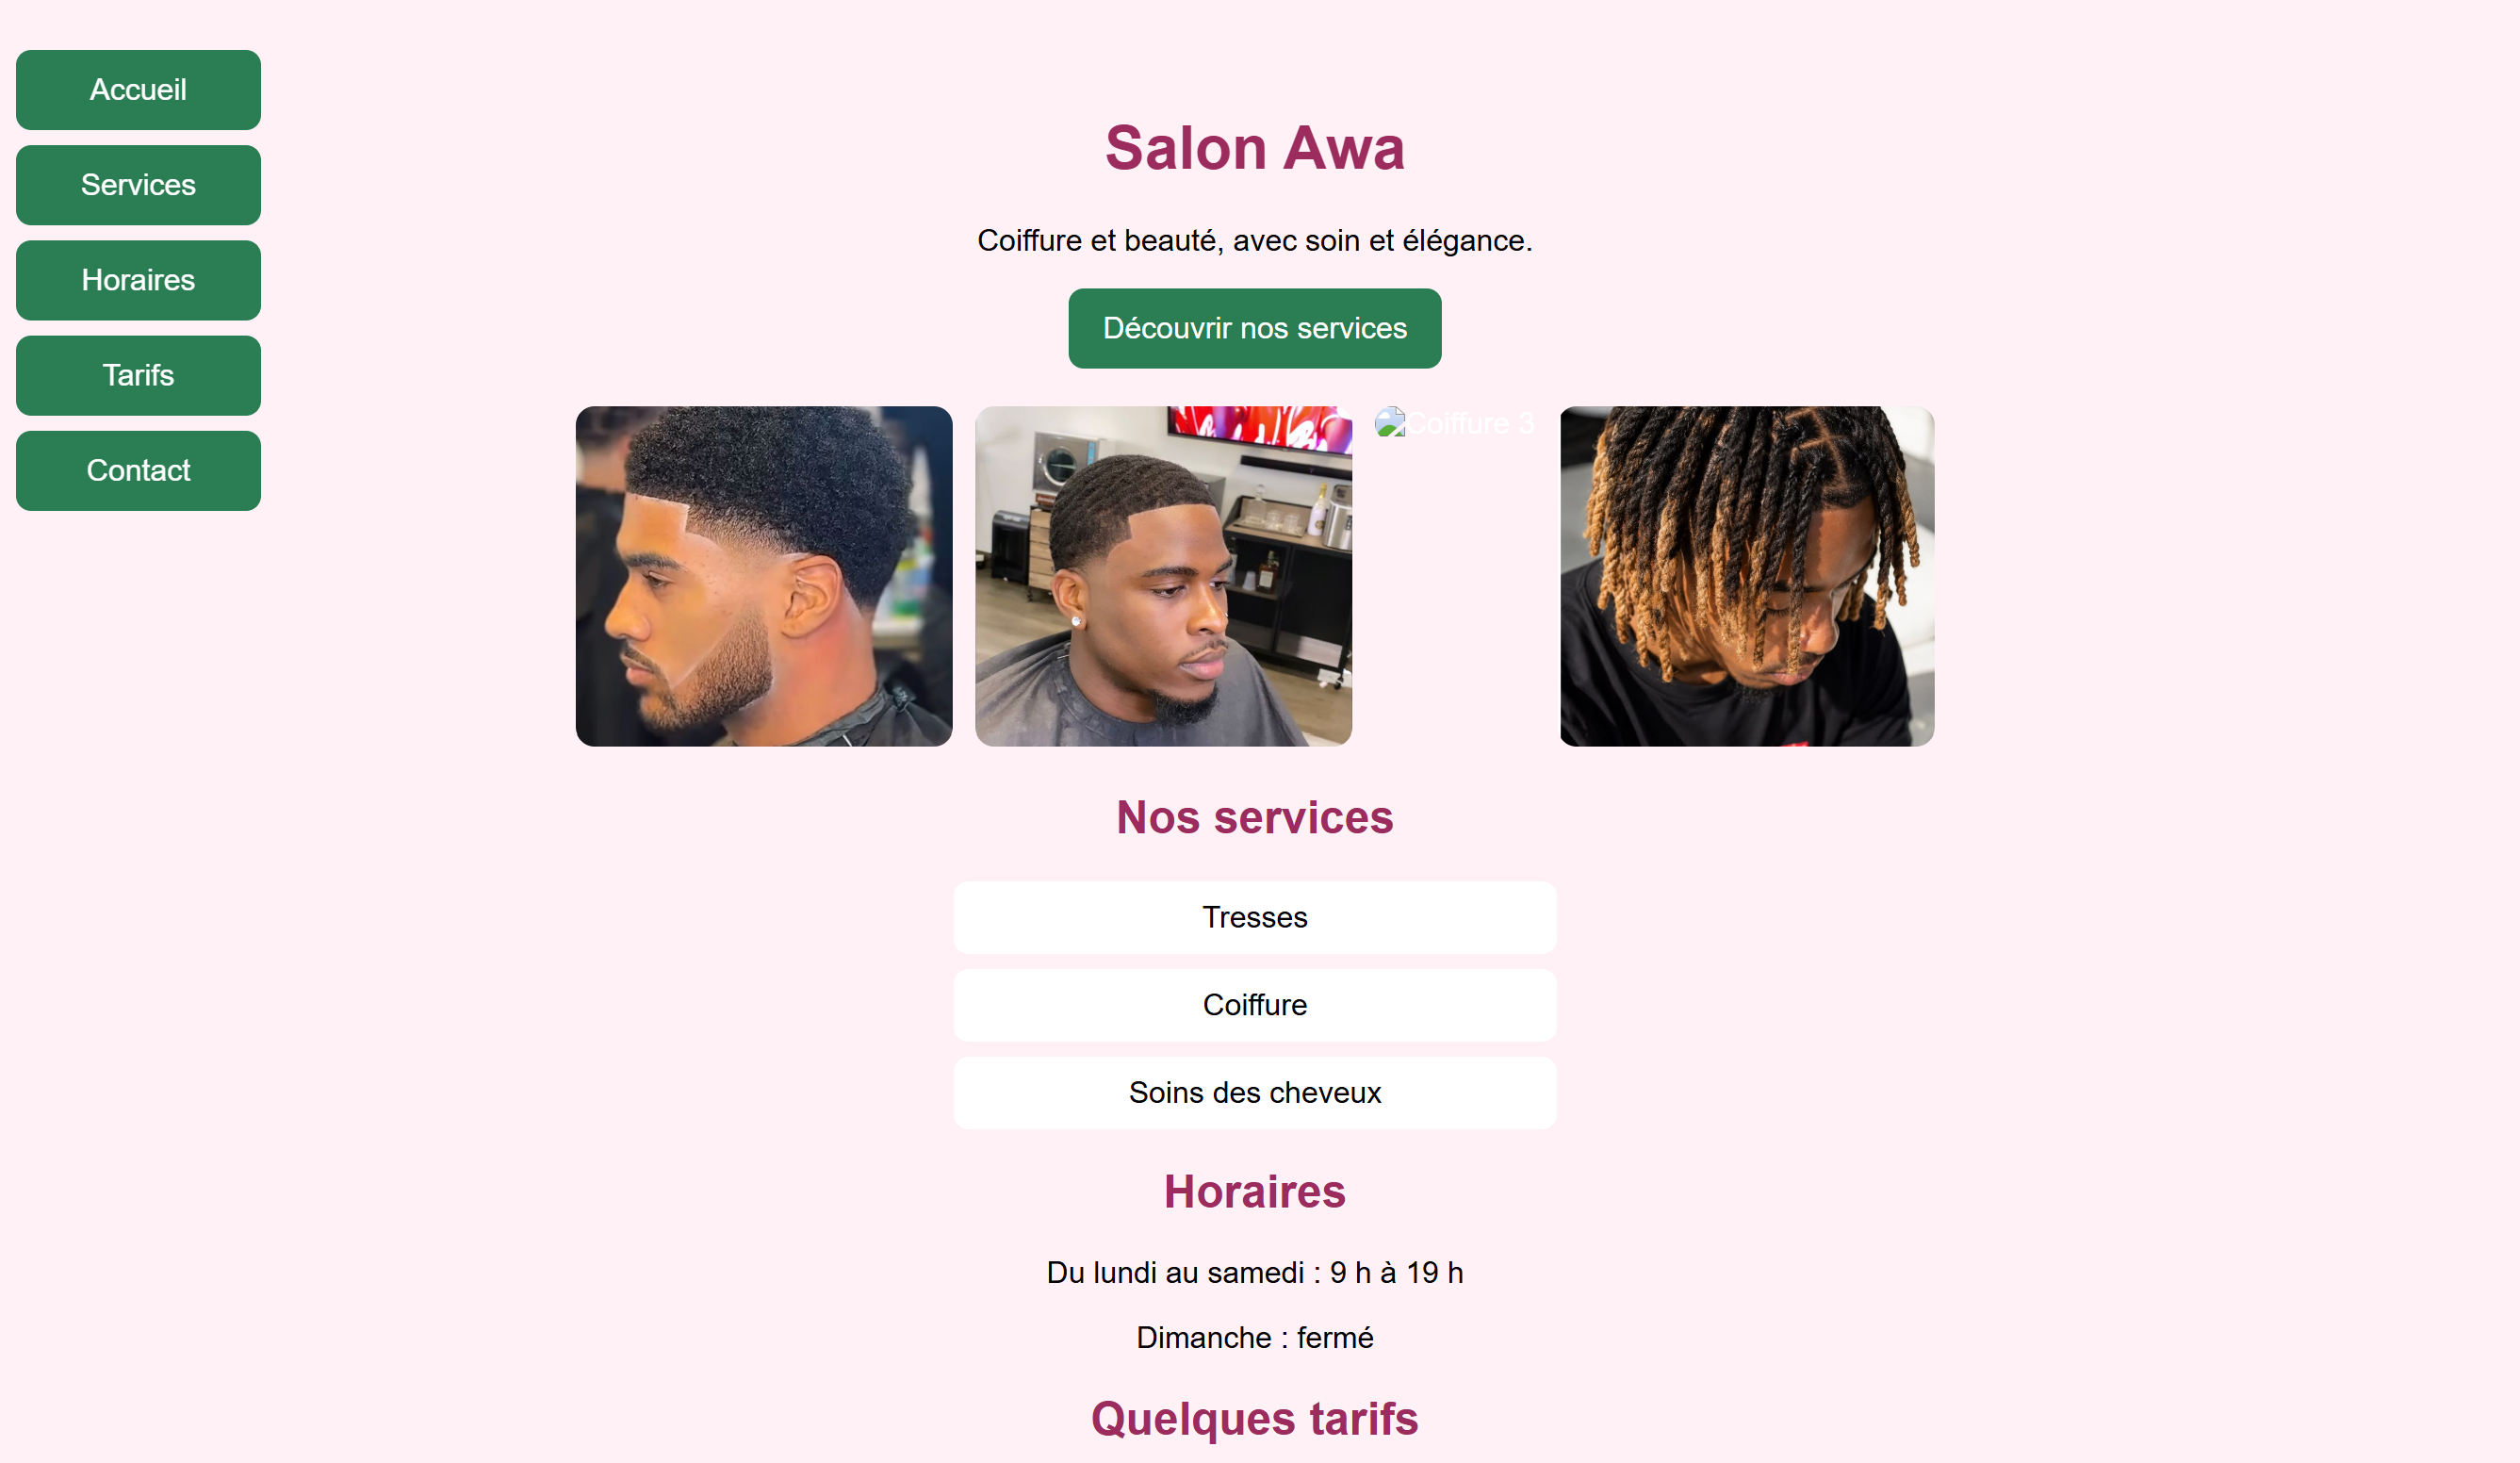 Accueil
Services
Horaires
Tarifs
Contact
Salon Awa
Coiffure et beauté, avec soin et élégance.
Découvrir nos services
Coiffure 3
Nos services
Tresses
Coiffure
Soins des cheveux
Horaires
Du lundi au samedi : 9 h à 19 h
Dimanche : fermé
Quelques tarifs